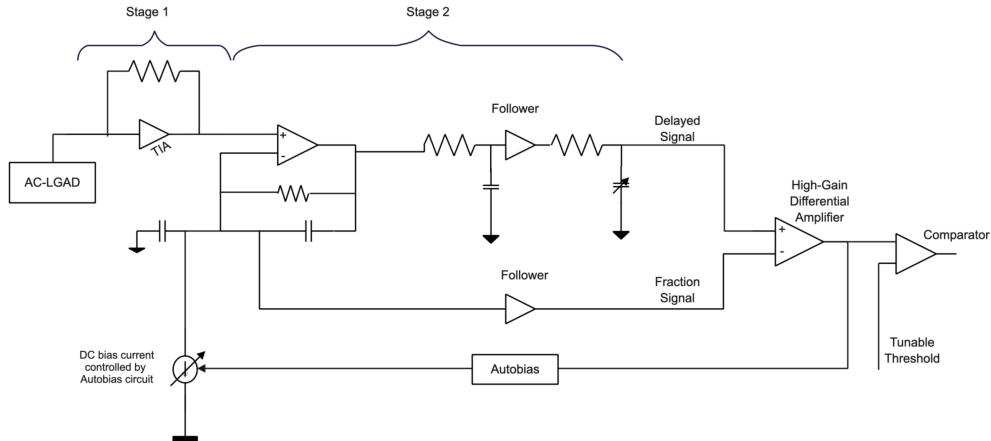 Stage 1
Stage 2
TIA
AC-LGAD
+
-
Follower
Delayed
Signal
High-Gain
Differential
Amplifier
+
-
Comparator
Follower
Fraction
Signal
Tunable
Threshold
DC bias current
controlled by
Autobias circuit
Autobias